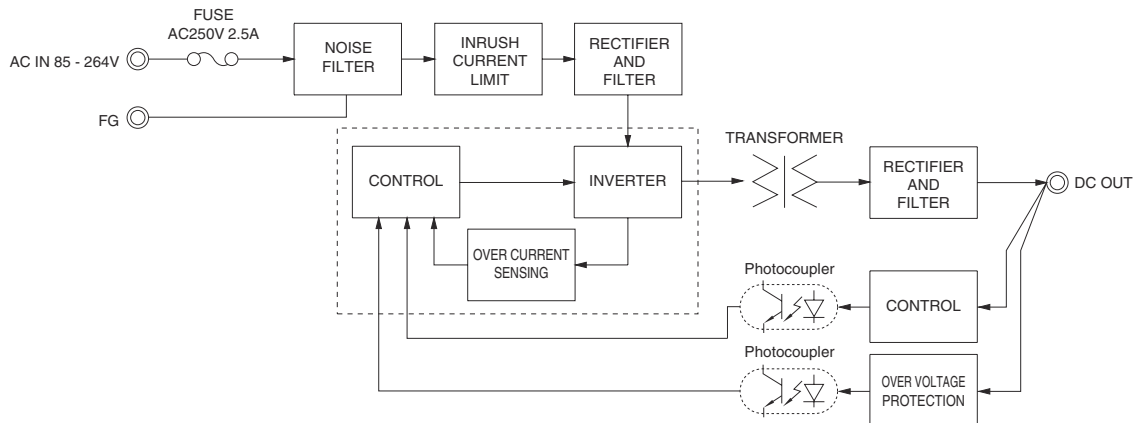 FUSE
AC250V 2.5A
AC IN 85 - 264V
NOISE
FILTER
INRUSH
CURRENT
LIMIT
RECTIFIER
AND
FILTER
FG
TRANSFORMER
CONTROL
INVERTER
RECTIFIER
AND
FILTER
DC OUT
OVER CURRENT
SENSING
Photocoupler
CONTROL
Photocoupler
OVER VOLTAGE
PROTECTION